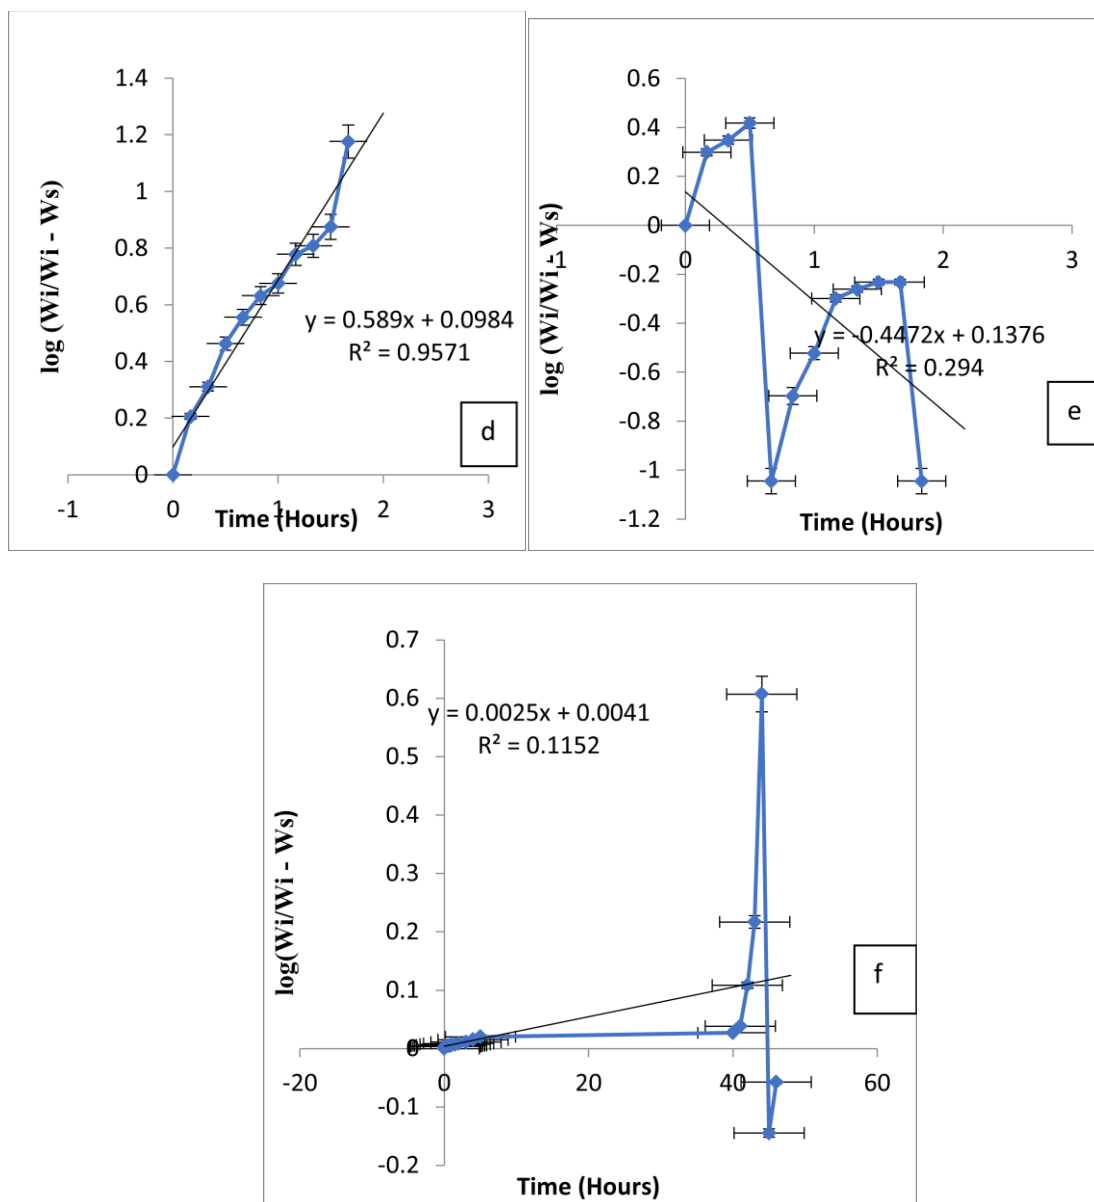 1.4
1.2
1
0.8
0.6
0.4
0.2
0
-1
0
1
2
3
log (Wi/Wi - Ws)
y = 0.589x + 0.0984
R² = 0.9571
d
Time (Hours)
0.6
0.4
0.2
0
-0.2
-0.4
-0.6
-0.8
-1
-1.2
-1
0
1
2
3
log (Wi/Wi - Ws)
y = -0.4472x + 0.1376
R² = 0.294
e
Time (Hours)
0.7
0.6
0.5
0.4
0.3
0.2
0.1
0
-0.1
-0.2
-20
0
20
40
60
log(Wi/Wi - Ws)
y = 0.0025x + 0.0041
R² = 0.1152
f
Time (Hours)